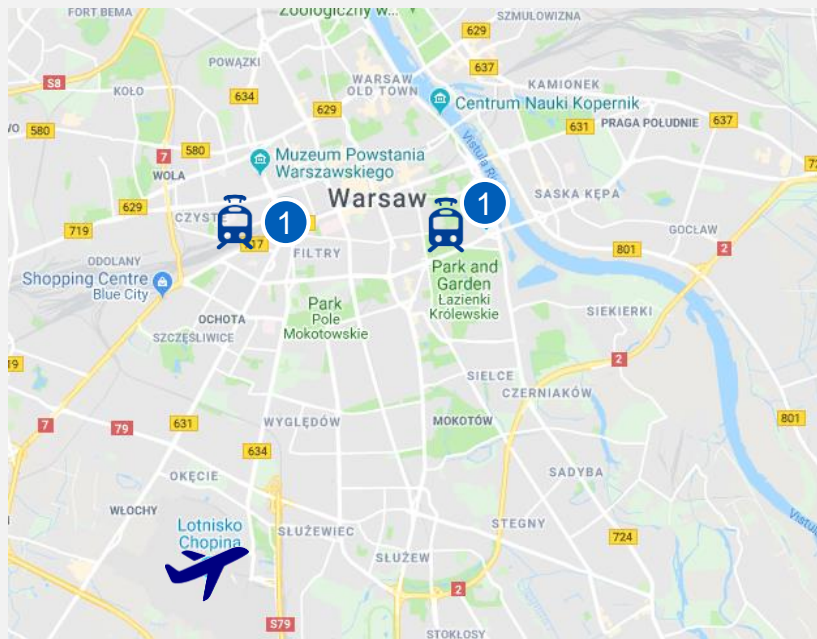 Zoologiczny w...
FORT BEMA
SZMULOWIZNA
629
637
POWĄZKI
WARSAW
OLD TOWN
S8
KOŁO
634
KAMIONEK
629
Centrum Nauki Kopernik
580
631
PRAGA POŁUDNIE
637
580
7
Muzeum Powstania
Warszawskiego
Vistula R
WOLA
Warsaw
SASKA KĘPA
629
CZYST
1
1
719
GOCŁAW
ODOLANY
FILTRY
801
2
Shopping Centre
Blue City
Park and
Garden
Łazienki
Królewskie
Park
Pole
Mokotowskie
SIEKIERKI
OCHOTA
SZCZĘŚLIWICE
2
SIELCE
CZERNIAKÓW
7
79
631
WYGLĘDÓW
MOKOTÓW
801
634
OKĘCIE
SADYBA
WŁOCHY
Lotnisko
Chopina
SŁUŻEWIEC
STEGNY
724
Vistula
SŁUŻEW
2
S79
STOKŁOSY